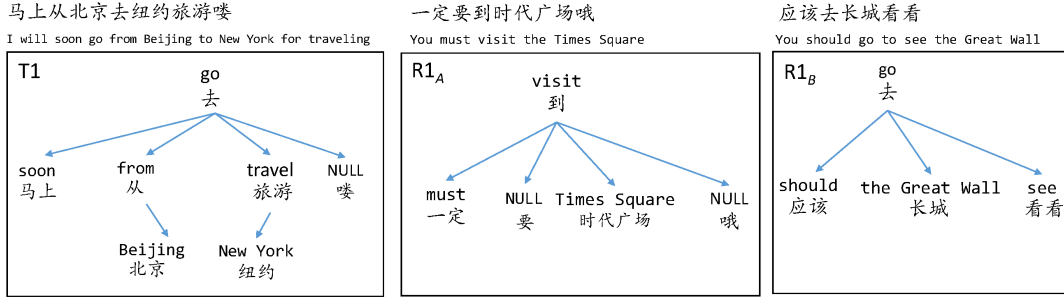 马上从北京去纽约旅游喽
I will soon go from Beijing to New York for traveling
T1
go
去
soon
马上
from
从
travel
旅游
NULL
喽
Beijing
北京
New York
纽约
一定要到时代广场哦
You must visit the Times Square
R1A
visit
到
must
一定
NULL
要
Times Square
时代广场
NULL
哦
应该去长城看看
You should go to see the Great Wall
R1B
go
去
should
应该
the Great Wall
长城
see
看看